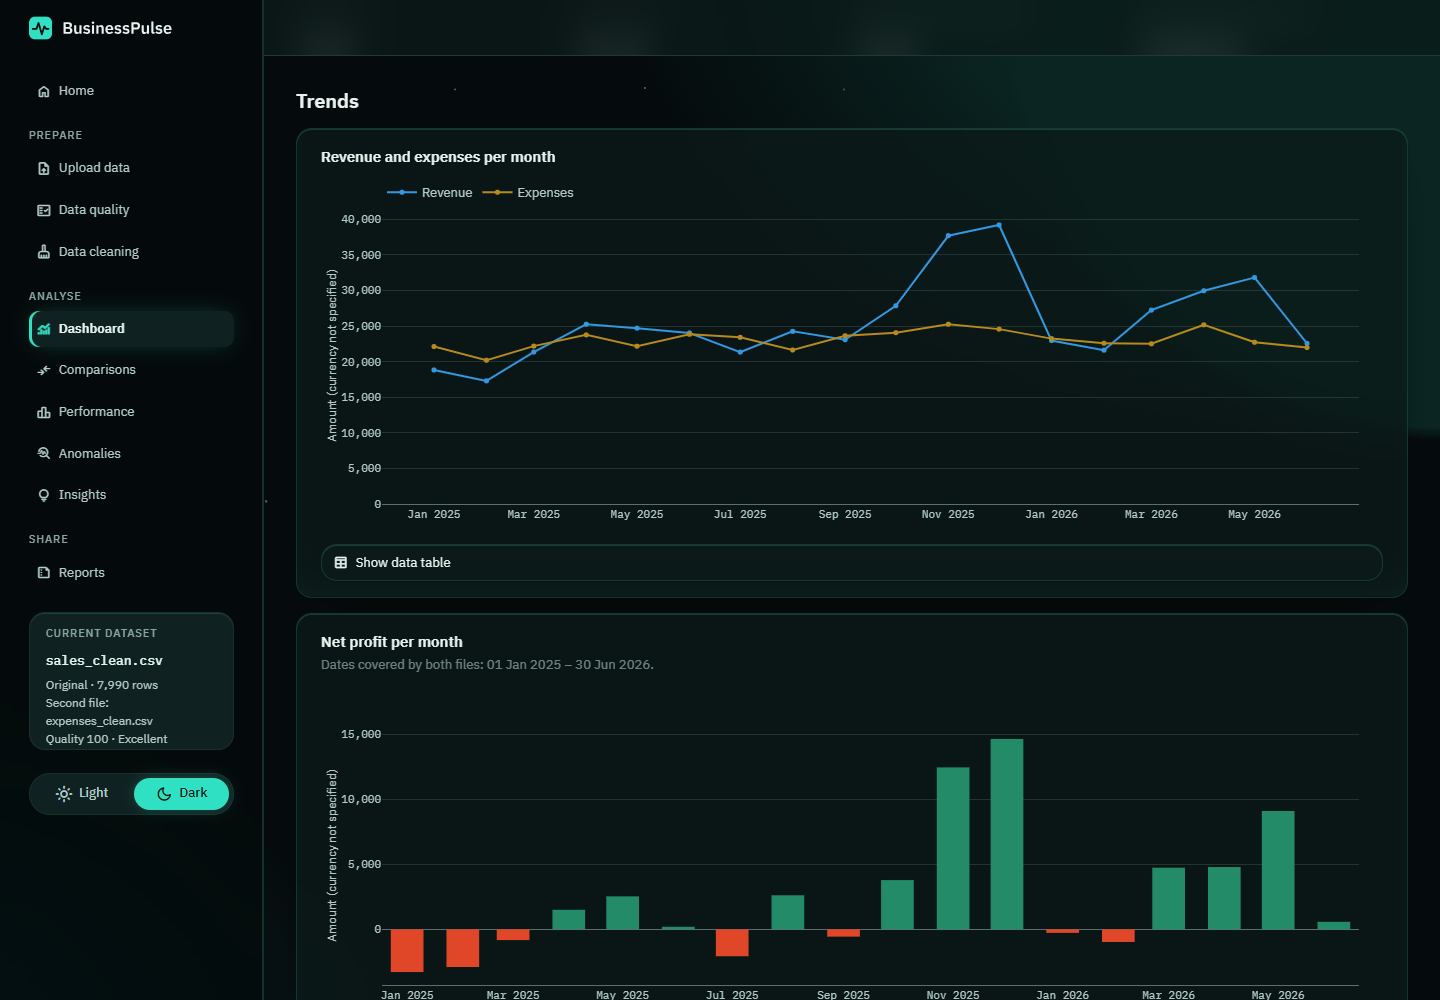 BusinessPulse
Home
PREPARE
Upload data
Data quality
Data cleaning
ANALYSE
Dashboard
Comparisons
Performance
Anomalies
Insights
SHARE
Reports
CURRENT DATASET
sales_clean.csv
Original · 7,990 rows
Second file:
expenses_clean.csv
Quality 100 · Excellent
Light
Dark
Trends
Revenue and expenses per month
Revenue
Expenses
Amount (currency not specified)
40,000
35,000
30,000
25,000
20,000
15,000
10,000
5,000
0
Jan 2025 Mar 2025 May 2025 Jul 2025 Sep 2025 Nov 2025 Jan 2026 Mar 2026 May 2026
Show data table
Net profit per month
Dates covered by both files: 01 Jan 2025 – 30 Jun 2026.
Amount (currency not specified)
15,000
10,000
5,000
0
Jan 2025 Mar 2025 May 2025 Jul 2025 Sep 2025 Nov 2025 Jan 2026 Mar 2026 May 2026